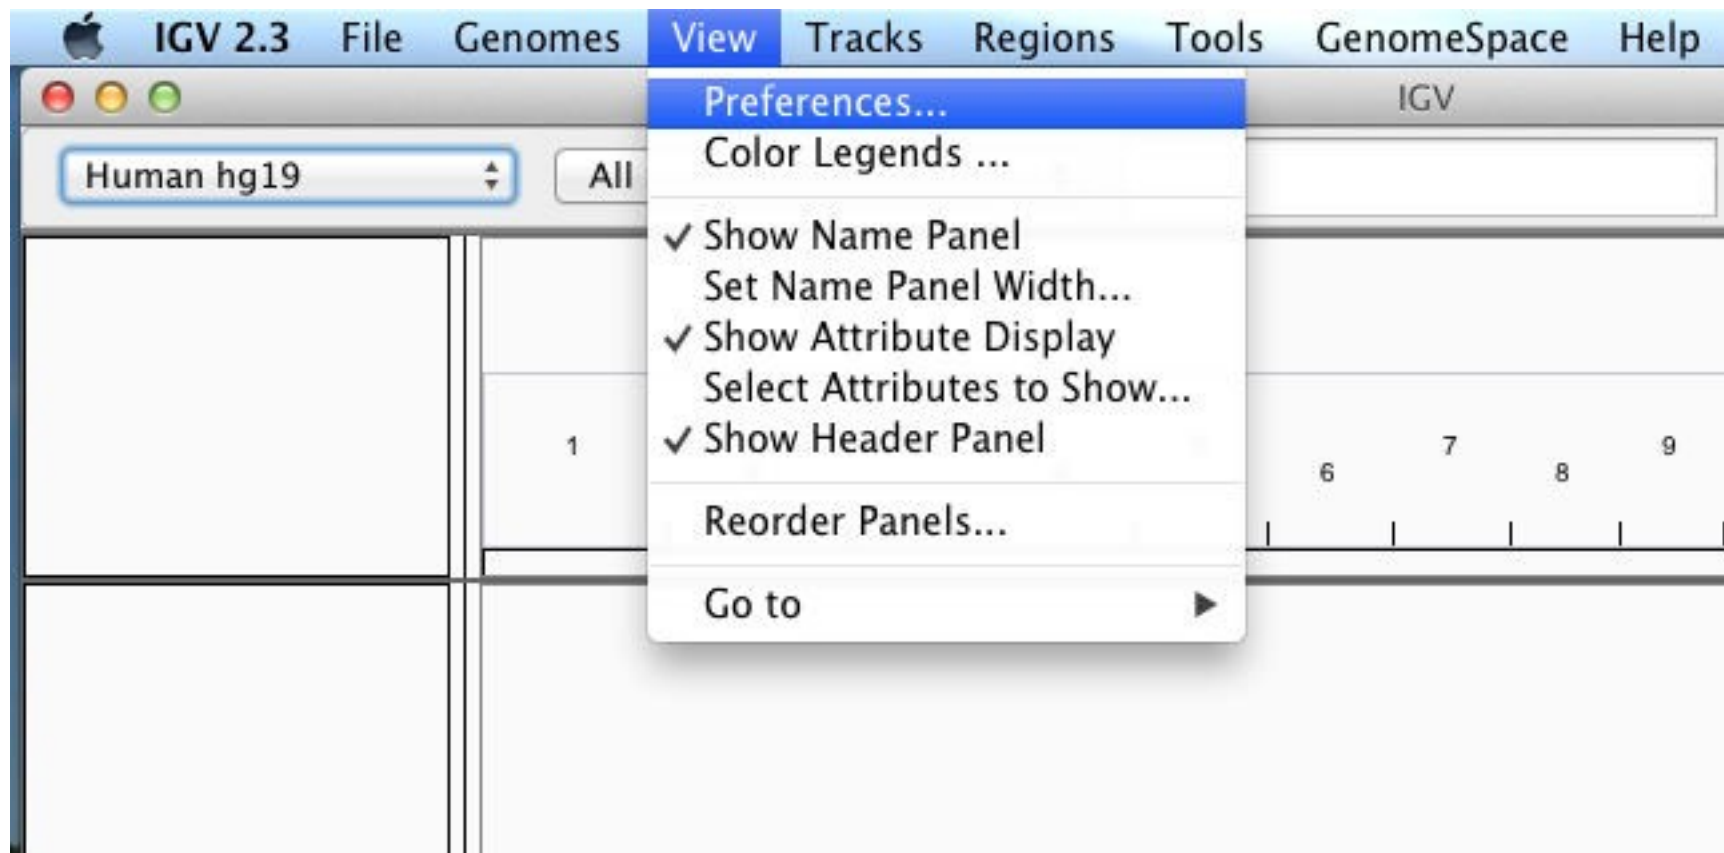 IGV 2.3 File Genomes View Tracks Regions Tools GenomeSpace Help
IGV
Human hg19 All
Preferences...
Color Legends ...
Show Name Panel
Set Name Panel Width...
Show Attribute Display
Select Attributes to Show...
Show Header Panel
Reorder Panels...
Go to
1 7 9
6 8